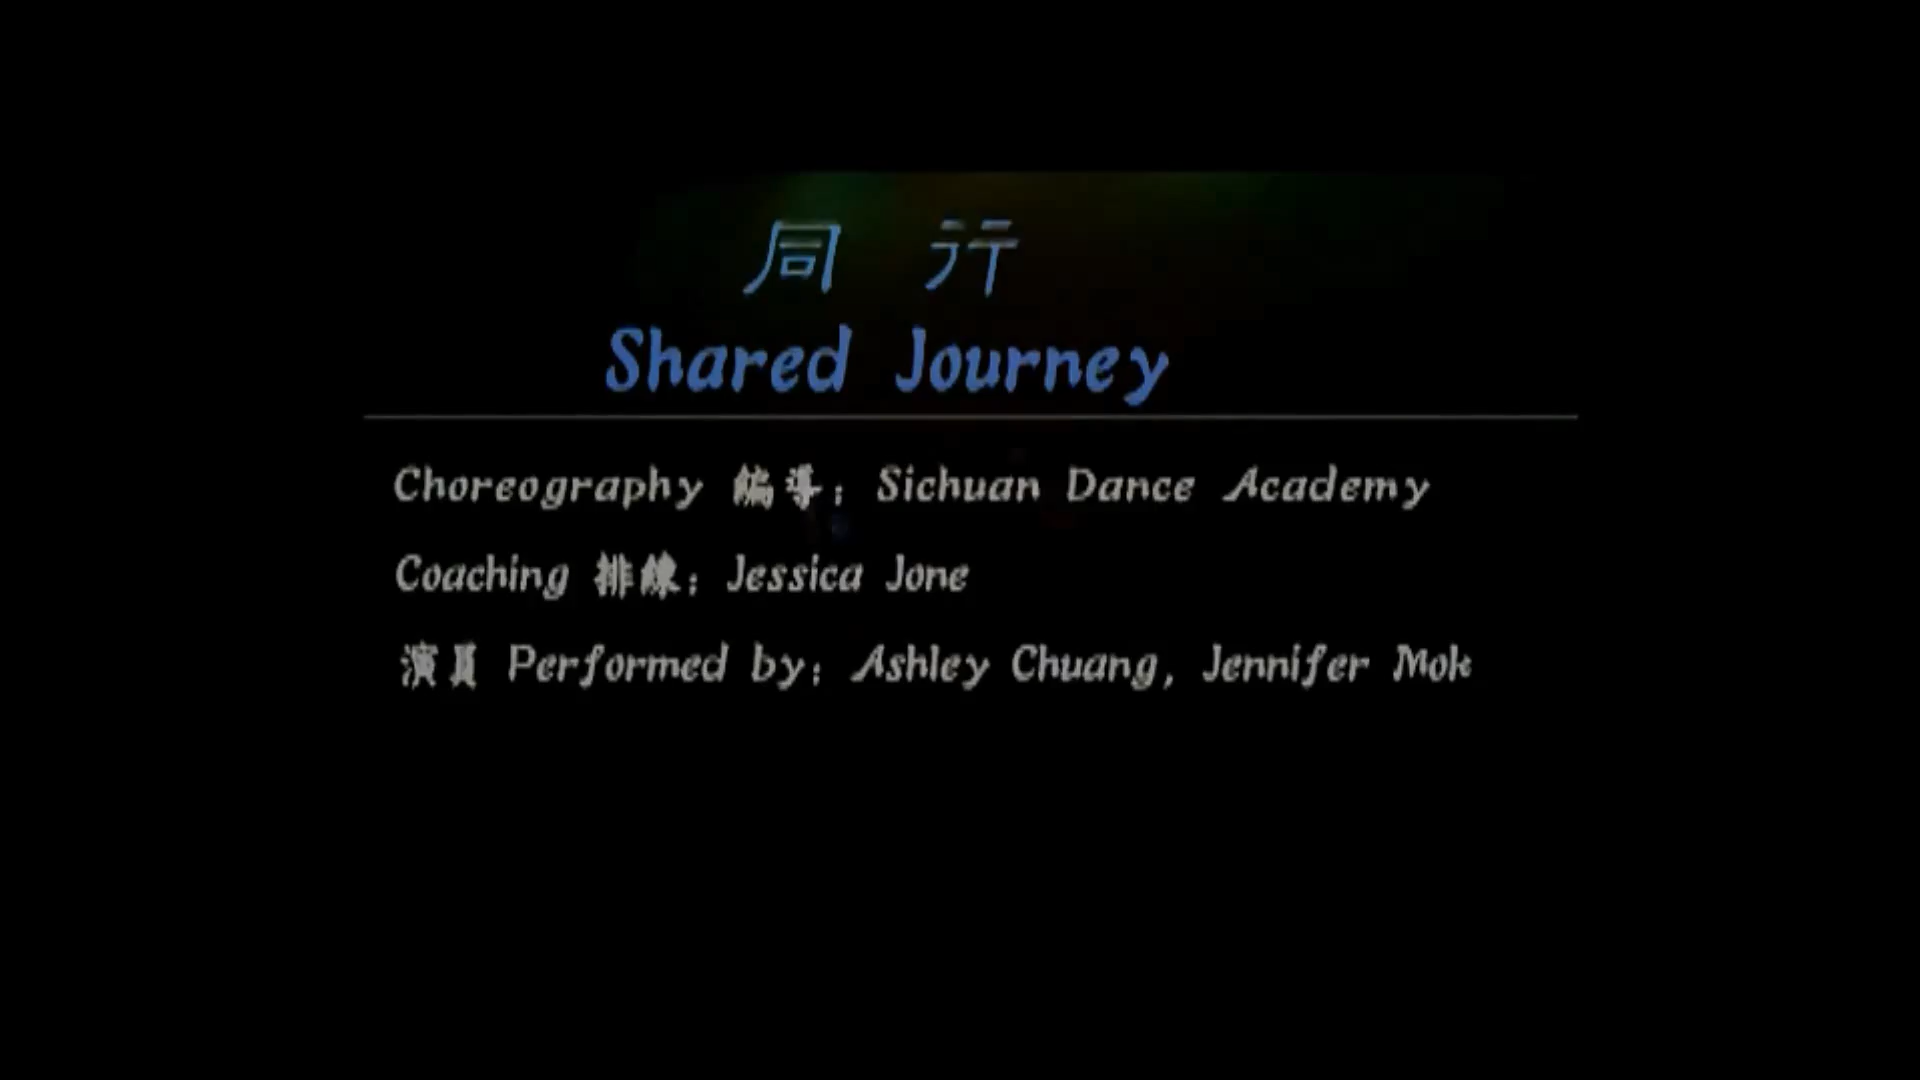 同 行
Shared Journey
Choreography 編導: Sichuan Dance Academy
Coaching 排練: Jessica Jone
演員 Performed by: Ashley Chuang, Jennifer Mok